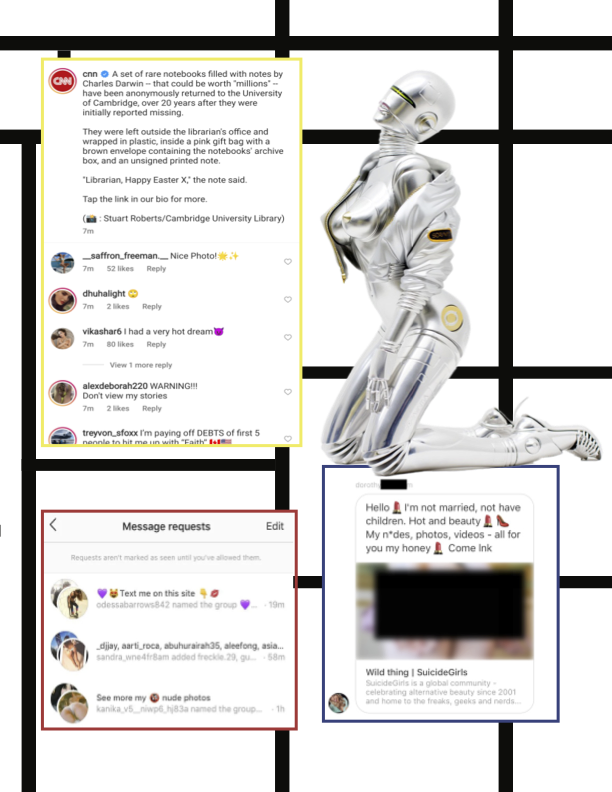 cnn A set of rare notebooks filled with notes by
Charles Darwin -- that could be worth "millions" --
have been anonymously returned to the University
of Cambridge, over 20 years after they were
initially reported missing.
They were left outside the librarian's office and
wrapped in plastic, inside a pink gift bag with a
brown envelope containing the notebooks' archive
box, and an unsigned printed note.
"Librarian, Happy Easter X," the note said.
Tap the link in our bio for more.
(📸 : Stuart Roberts/Cambridge University Library)
7m
__saffron_freeman.__ Nice Photo!🌟✨
7m 52 likes Reply
dhuhalight 🙄
7m 2 likes Reply
vikashar6 I had a very hot dream😈
7m 80 likes Reply
View 1 more reply
alexdeborah220 WARNING!!!
Don't view my stories
7m 2 likes Reply
treyvon_sfoxx I'm paying off DEBTS of first 5
people to hit me up with "Faith" 🇨🇦🇺🇸
CNN
Message requests
Edit
Requests aren't marked as seen until you've allowed them.
💜😻Text me on this site 👇💋
odessabarrows842 named the group 💜... · 19m
_djjay, aarti_roca, abuhurairah35, aleefong, asia...
sandra_wne4fr8am added freckle.29, gu... · 58m
See more my 🔞 nude photos
kanika_v5__niwp6_hj83a named the group... · 1h
dorothy
Hello 💄 I'm not married, not have
children. Hot and beauty 💄👠
My n*des, photos, videos - all for
you my honey 💄 Come lnk
Wild thing | SuicideGirls
SuicideGirls is a global community -
celebrating alternative beauty since 2001
and home to the freaks, geeks and nerds...